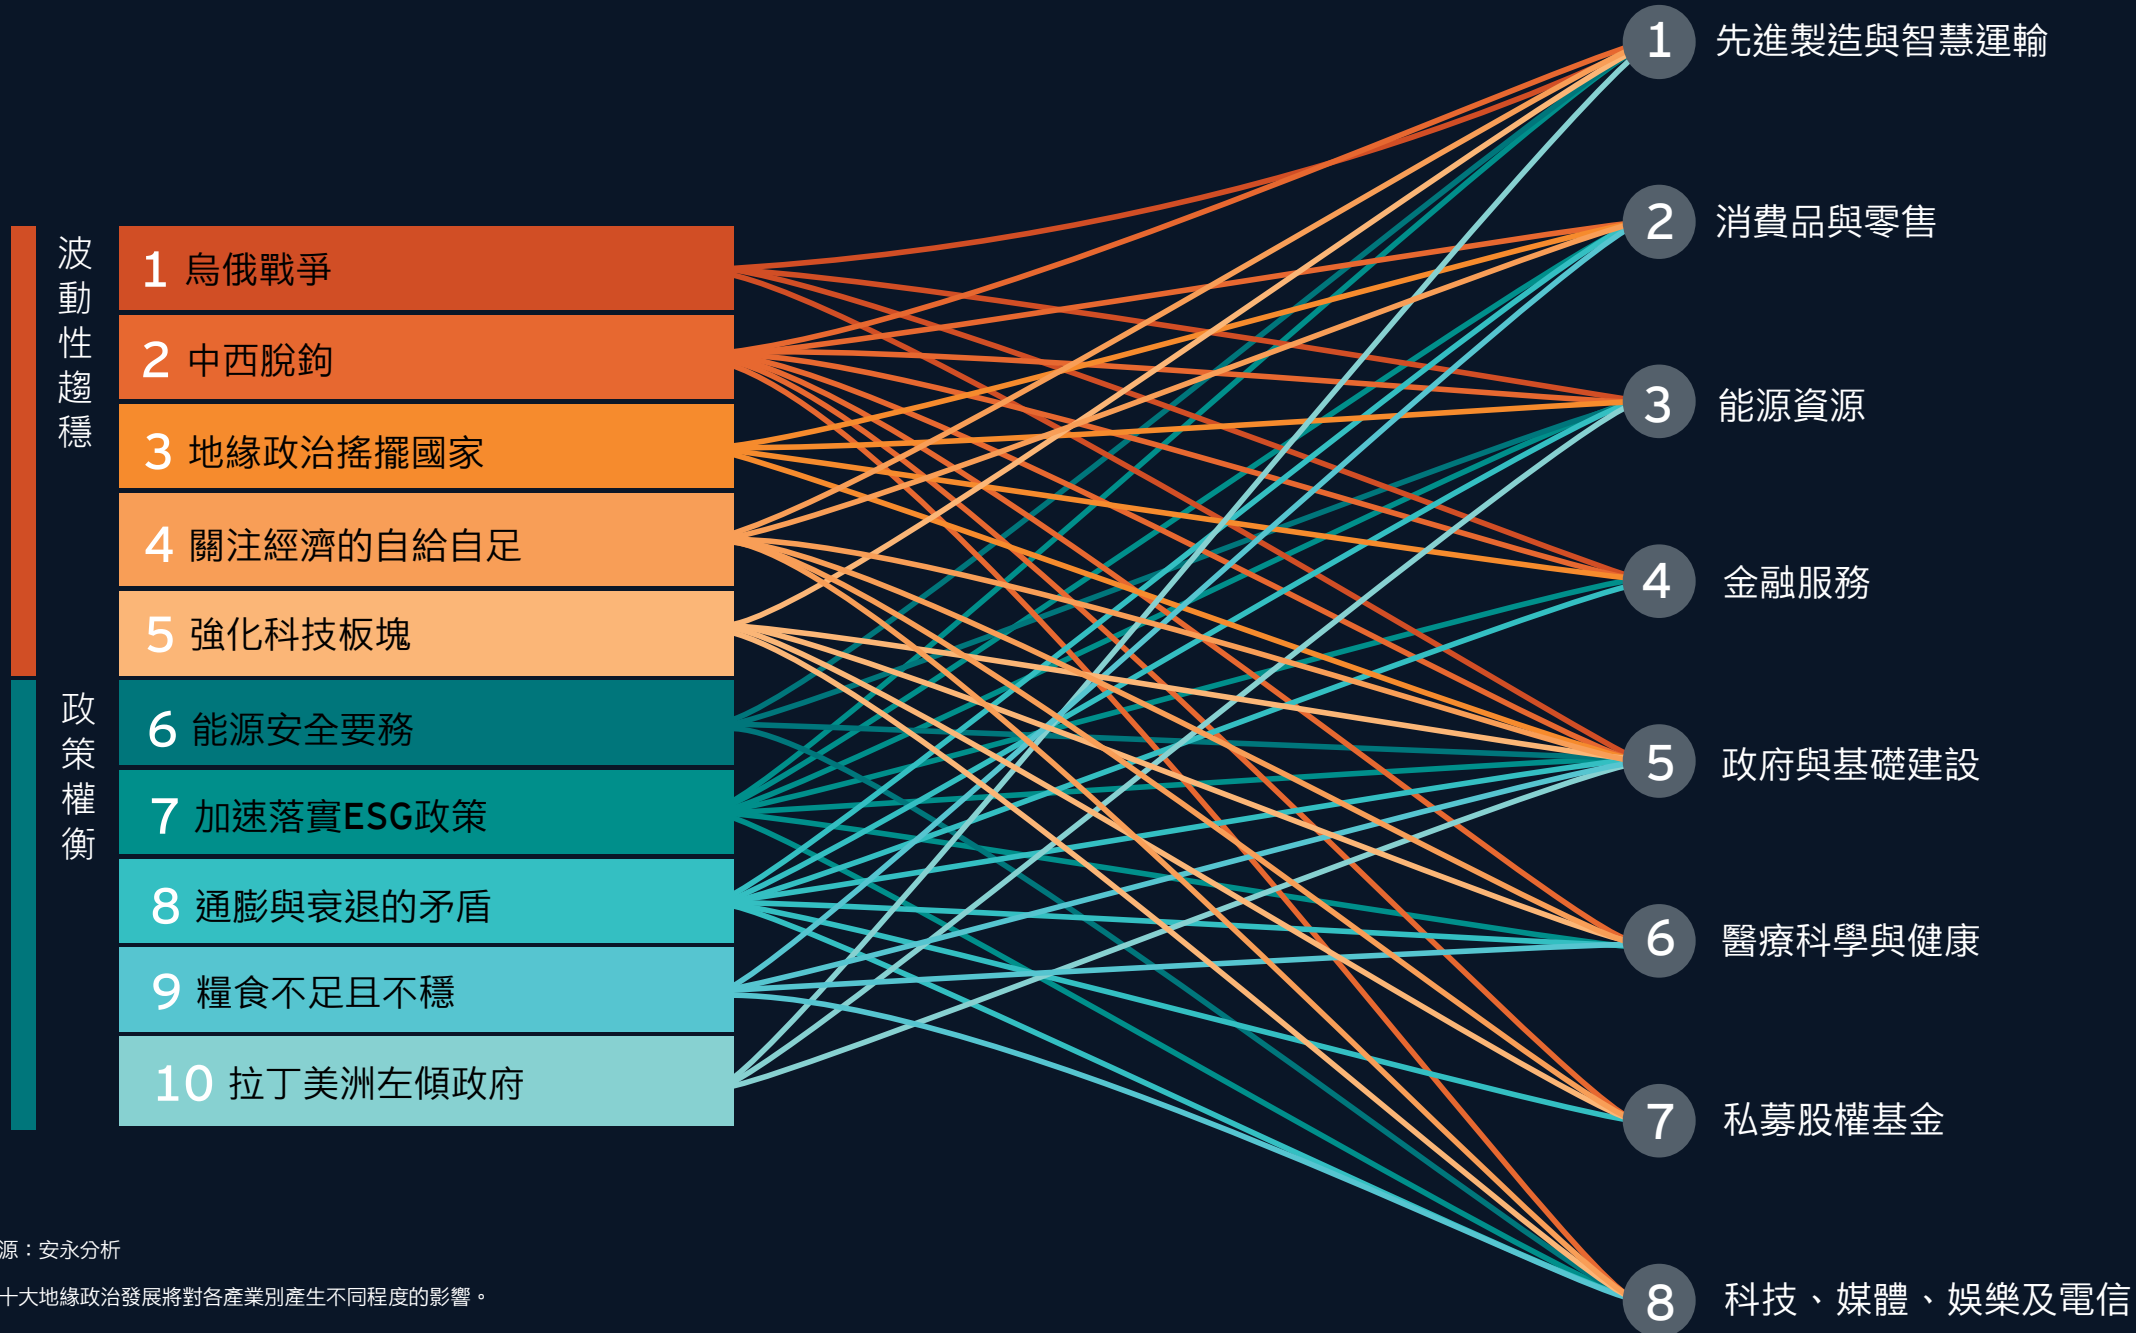 波動性趨穩
1 烏俄戰爭
2 中西脫鉤
3 地緣政治搖擺國家
4 關注經濟的自給自足
5 強化科技板塊
政策權衡
6 能源安全要務
7 加速落實ESG政策
8 通膨與衰退的矛盾
9 糧食不足且不穩
10 拉丁美洲左傾政府
1 先進製造與智慧運輸
2 消費品與零售
3 能源資源
4 金融服務
5 政府與基礎建設
6 醫療科學與健康
7 私募股權基金
8 科技、媒體、娛樂及電信
源：安永分析
十大地緣政治發展將對各產業別產生不同程度的影響。